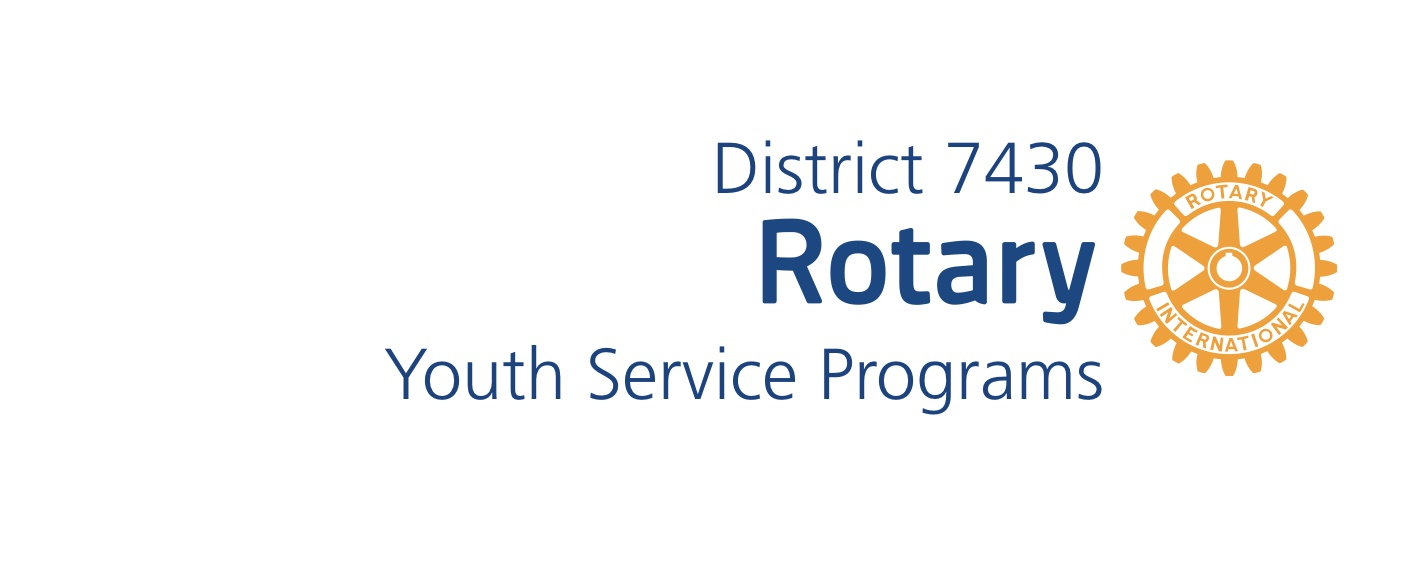 District 7430
Rotary
Youth Service Programs
ROTARY
INTERNATIONAL